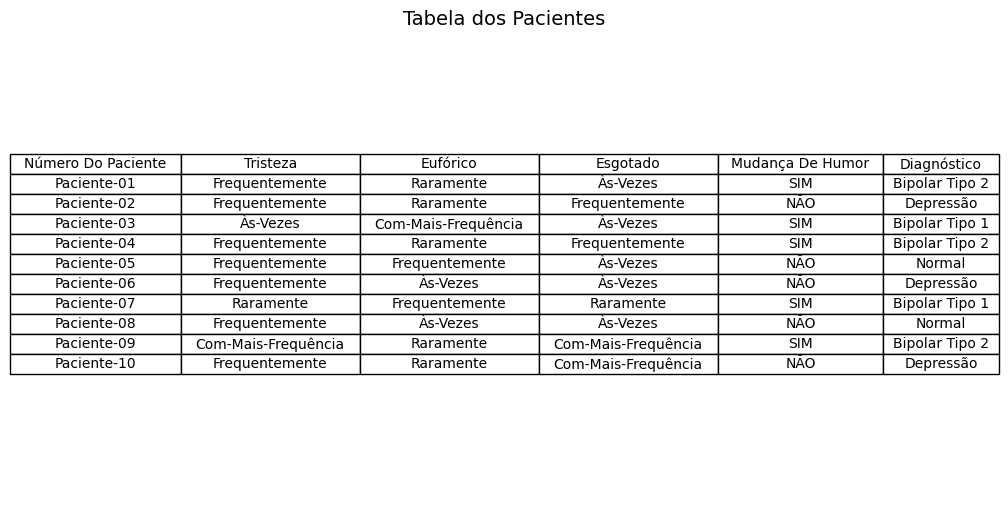 Tabela dos Pacientes
Número Do Paciente Tristeza Eufórico Esgotado Mudança De Humor Diagnóstico
Paciente-01 Frequentemente Raramente Às-Vezes SIM Bipolar Tipo 2
Paciente-02 Frequentemente Raramente Frequentemente NÃO Depressão
Paciente-03 Às-Vezes Com-Mais-Frequência Às-Vezes SIM Bipolar Tipo 1
Paciente-04 Frequentemente Raramente Frequentemente SIM Bipolar Tipo 2
Paciente-05 Frequentemente Frequentemente Às-Vezes NÃO Normal
Paciente-06 Frequentemente Às-Vezes Às-Vezes NÃO Depressão
Paciente-07 Raramente Frequentemente Raramente SIM Bipolar Tipo 1
Paciente-08 Frequentemente Às-Vezes Às-Vezes NÃO Normal
Paciente-09 Com-Mais-Frequência Raramente Com-Mais-Frequência SIM Bipolar Tipo 2
Paciente-10 Frequentemente Raramente Com-Mais-Frequência NÃO Depressão